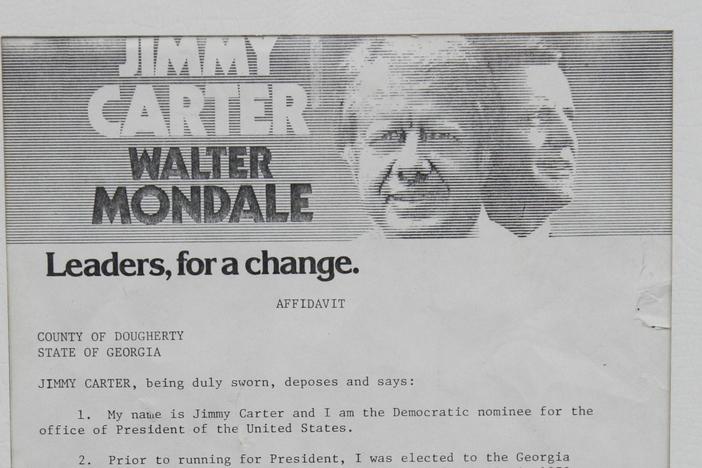 JIMMY
CARTER
WALTER
MONDALE
Leaders, for a change.
AFFIDAVIT
COUNTY OF DOUGHERTY
STATE OF GEORGIA
JIMMY CARTER, being duly sworn, deposes and says:
1. My name is Jimmy Carter and I am the Democratic nominee for the
office of President of the United States.
2. Prior to running for President, I was elected to the Georgia